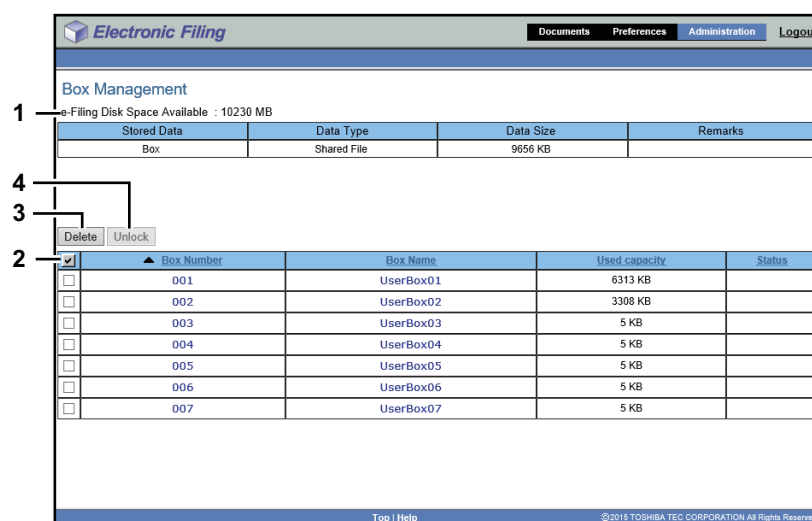 Electronic Filing
Documents Preferences Administration Logou
Box Management
1
e-Filing Disk Space Available : 10230 MB
Stored Data Data Type Data Size Remarks
Box Shared File 9656 KB
4
3
Delete Unlock
2
Box Number Box Name Used capacity Status
001 UserBox01 6313 KB
002 UserBox02 3308 KB
003 UserBox03 5 KB
004 UserBox04 5 KB
005 UserBox05 5 KB
006 UserBox06 5 KB
007 UserBox07 5 KB
Top | Help ©2015 TOSHIBA TEC CORPORATION All Rights Reserve